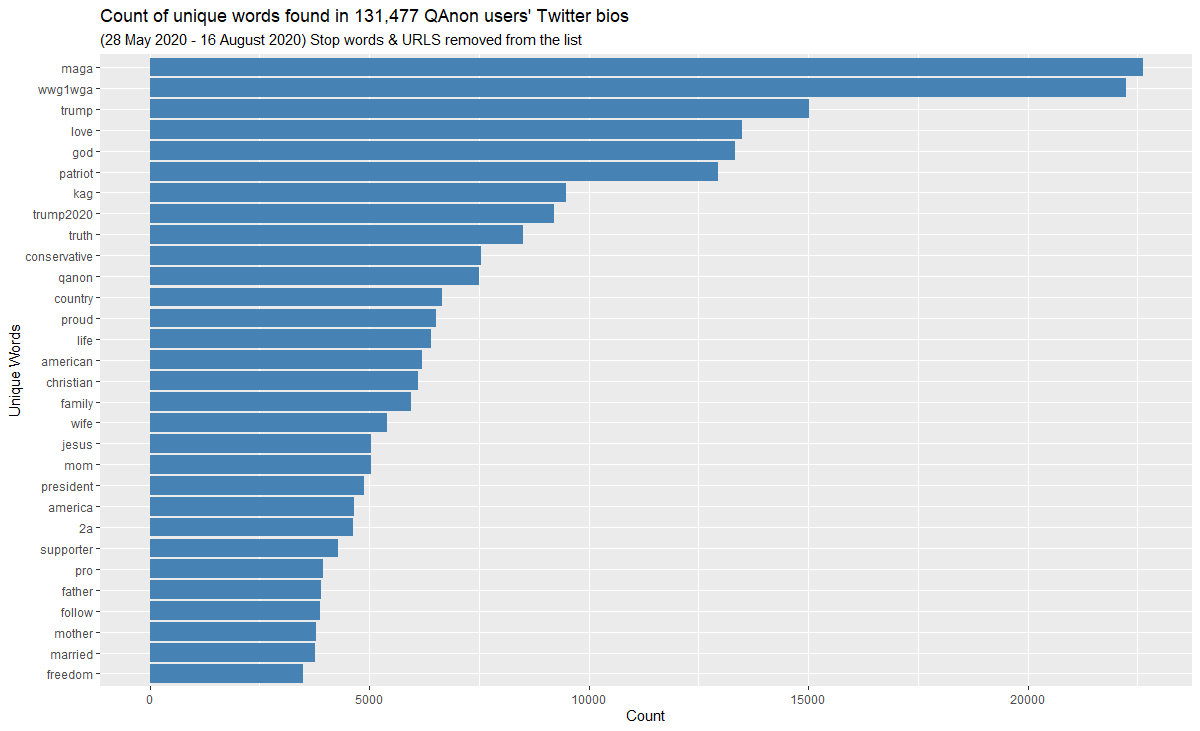 Count of unique words found in 131,477 QAnon users' Twitter bios
(28 May 2020 - 16 August 2020) Stop words & URLS removed from the list
Unique Words
maga
wwg1wga
trump
love
god
patriot
kag
trump2020
truth
conservative
qanon
country
proud
life
american
christian
family
wife
jesus
mom
president
america
2a
supporter
pro
father
follow
mother
married
freedom
0 5000 10000 15000 20000
Count